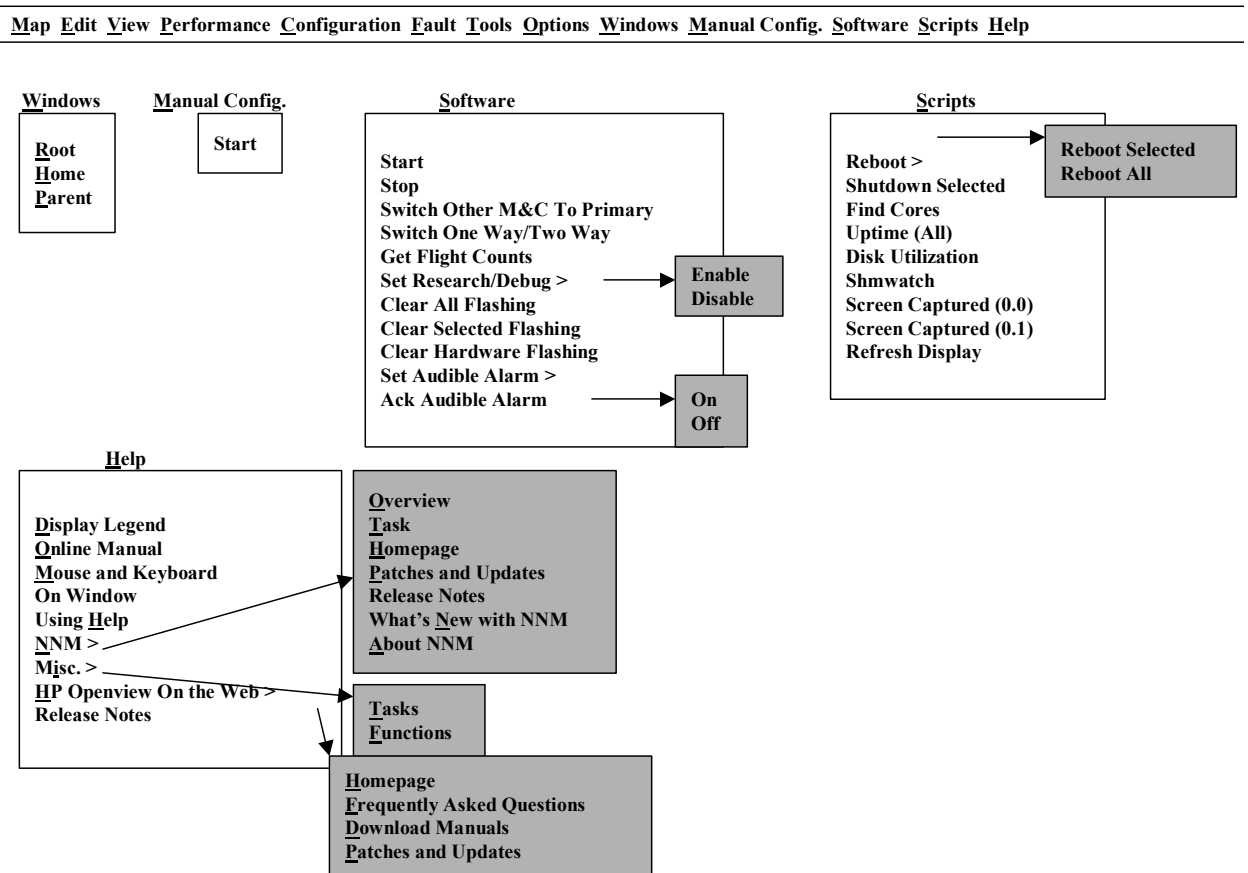 Map Edit View Performance Configuration Fault Tools Options Windows Manual Config. Software Scripts Help
Windows
Root
Home
Parent
Manual Config.
Start
Software
Start
Stop
Switch Other M&C To Primary
Switch One Way/Two Way
Get Flight Counts
Set Research/Debug >
Clear All Flashing
Clear Selected Flashing
Clear Hardware Flashing
Set Audible Alarm >
Ack Audible Alarm
Enable
Disable
On
Off
Scripts
Reboot >
Shutdown Selected
Find Cores
Uptime (All)
Disk Utilization
Shmwatch
Screen Captured (0.0)
Screen Captured (0.1)
Refresh Display
Reboot Selected
Reboot All
Help
Display Legend
Online Manual
Mouse and Keyboard
On Window
Using Help
NNM >
Misc. >
HP Openview On the Web >
Release Notes
Overview
Task
Homepage
Patches and Updates
Release Notes
What's New with NNM
About NNM
Tasks
Functions
Homepage
Frequently Asked Questions
Download Manuals
Patches and Updates